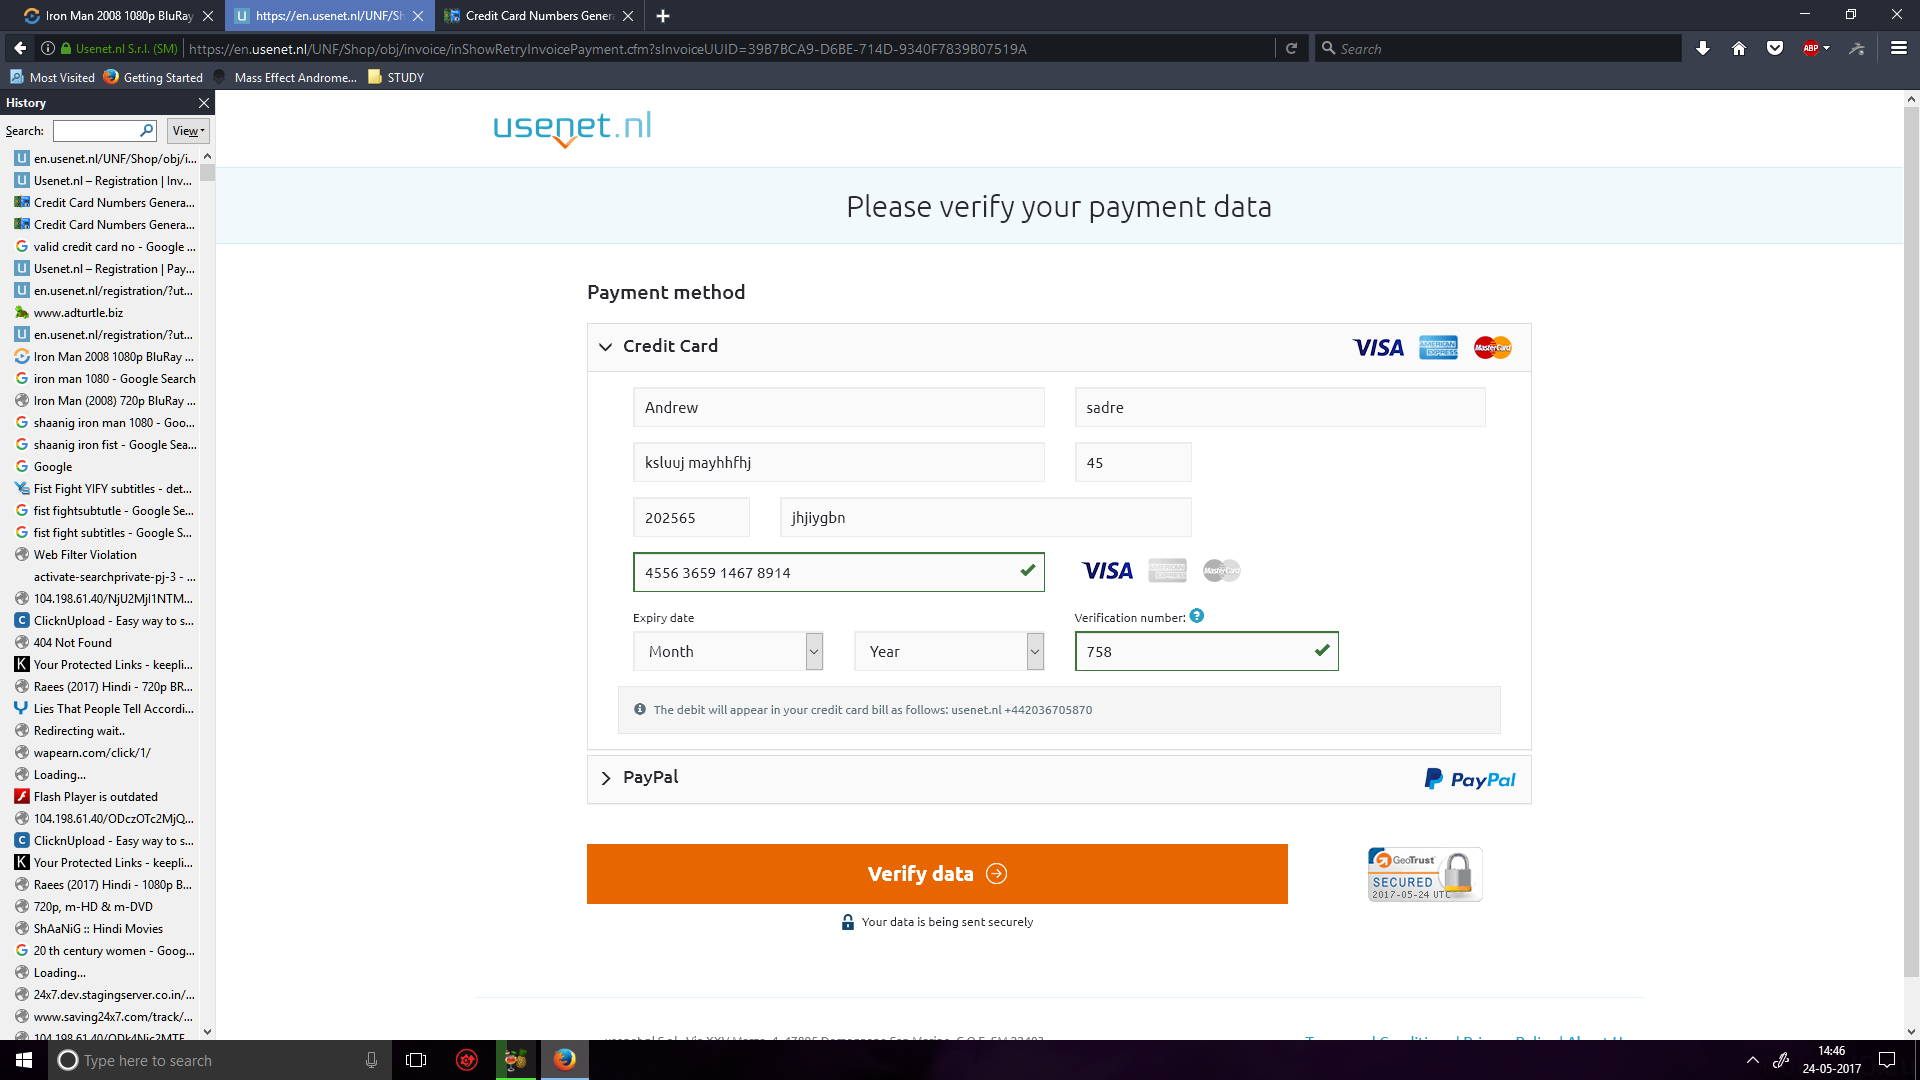 Iron Man 2008 1080p BluRay
https://en.usenet.nl/UNF/Sh
Credit Card Numbers Genera
Usenet.nl S.r.l. (SM)
https://en.usenet.nl/UNF/Shop/obj/invoice/inShowRetryInvoicePayment.cfm?sInvoiceUUID=39B7BCA9-D6BE-714D-9340F7839B07519A
Search
ABP
Most Visited
Getting Started
Mass Effect Androme...
STUDY
History
Search:
View
en.usenet.nl/UNF/Shop/obj/i...
Usenet.nl – Registration | Inv...
Credit Card Numbers Genera...
Credit Card Numbers Genera...
valid credit card no - Google ...
Usenet.nl – Registration | Pay...
en.usenet.nl/registration/?ut...
www.adturtle.biz
en.usenet.nl/registration/?ut...
Iron Man 2008 1080p BluRay ...
iron man 1080 - Google Search
Iron Man (2008) 720p BluRay ...
shaanig iron man 1080 - Goo...
shaanig iron fist - Google Sea...
Google
Fist Fight YIFY subtitles - det...
fist fightsubtutle - Google Se...
fist fight subtitles - Google S...
Web Filter Violation
activate-searchprivate-pj-3 - ...
104.198.61.40/NjU2MjI1NTM...
ClicknUpload - Easy way to s...
404 Not Found
Your Protected Links - keepli...
Raees (2017) Hindi - 720p BR...
Lies That People Tell Accordi...
Redirecting wait..
wapearn.com/click/1/
Loading...
Flash Player is outdated
104.198.61.40/ODczOTc2MjQ...
ClicknUpload - Easy way to s...
Your Protected Links - keepli...
Raees (2017) Hindi - 1080p B...
720p, m-HD & m-DVD
ShAaNiG :: Hindi Movies
20 th century women - Goog...
Loading...
24x7.dev.stagingserver.co.in/...
www.saving24x7.com/track/...
usenet.nl
Please verify your payment data
Payment method
Credit Card
VISA
AMERICAN EXPRESS
MasterCard
Andrew
sadre
ksluuj mayhhfhj
45
202565
jhjiygbn
4556 3659 1467 8914
VISA
AMERICAN EXPRESS
MasterCard
Expiry date
Verification number:
Month
Year
758
The debit will appear in your credit card bill as follows: usenet.nl +442036705870
PayPal
PayPal
Verify data
GeoTrust
SECURED
2017-05-24 UTC
Your data is being sent securely
Type here to search
14:46
24-05-2017